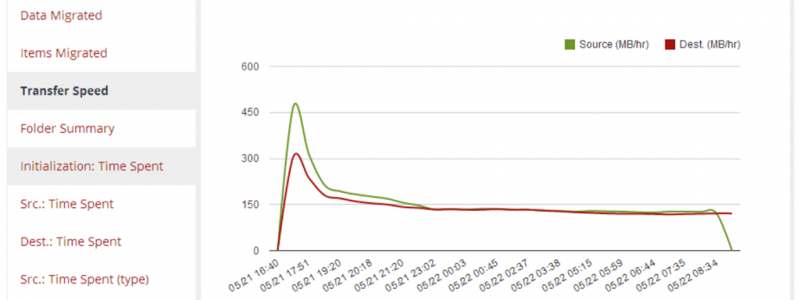 Data Migrated
Items Migrated
Transfer Speed
Folder Summary
Initialization: Time Spent
Src.: Time Spent
Dest.: Time Spent
Src.: Time Spent (type)
Source (MB/hr)
Dest. (MB/hr)
600
450
300
150
0
05/21 16:40
05/21 17:51
05/21 19:20
05/21 20:18
05/21 21:20
05/21 23:02
05/22 00:03
05/22 00:45
05/22 02:37
05/22 03:38
05/22 05:15
05/22 05:59
05/22 06:44
05/22 07:35
05/22 08:34